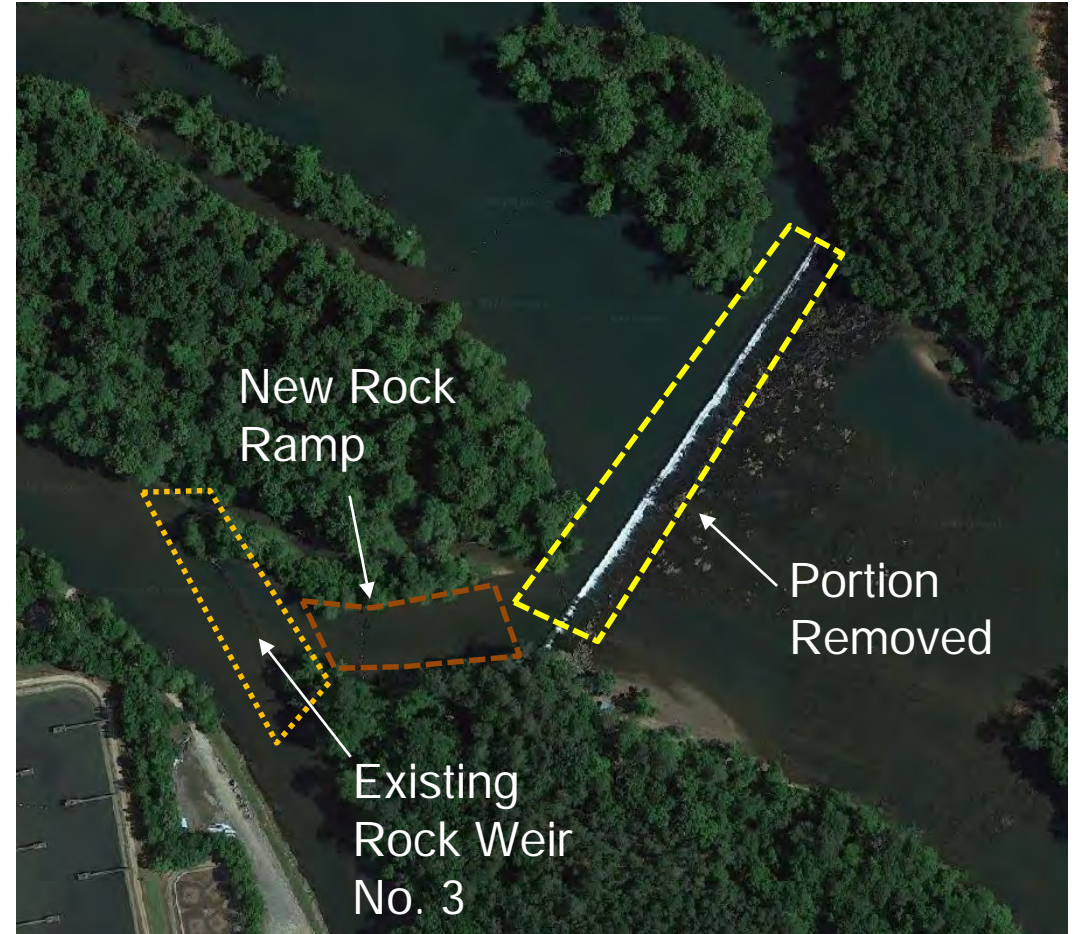 New Rock
Ramp
Portion
Removed
Existing
Rock Weir
No. 3